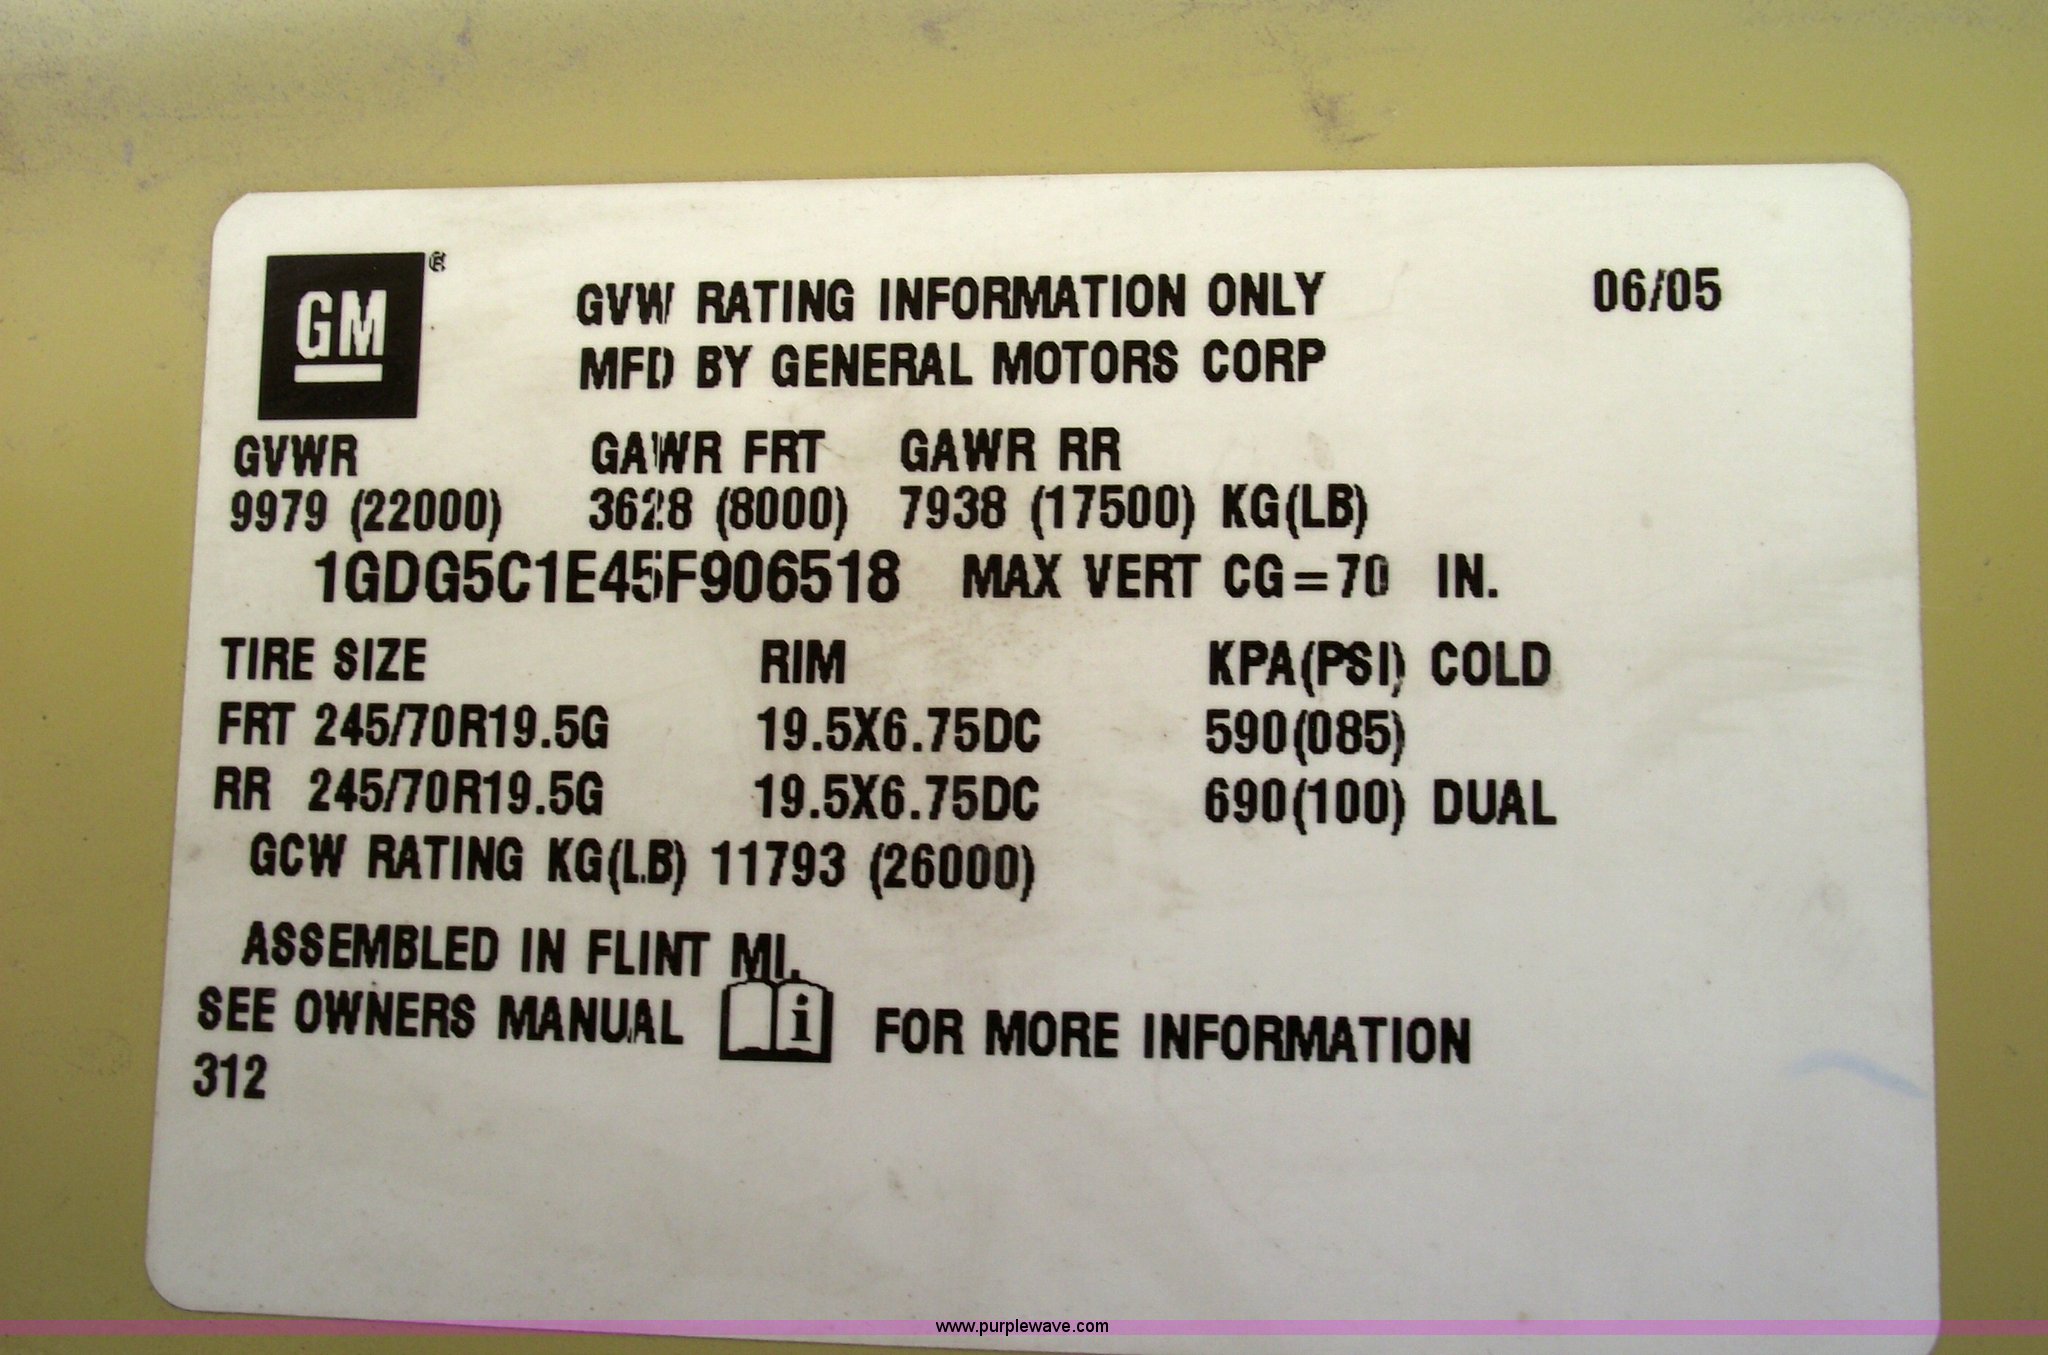 GM®
GVW RATING INFORMATION ONLY 06/05
MFD BY GENERAL MOTORS CORP
GVWR GAWR FRT GAWR RR
9979 (22000) 3628 (8000) 7938 (17500) KG(LB)
1GDG5C1E45F906518 MAX VERT CG=70 IN.
TIRE SIZE RIM KPA(PSI) COLD
FRT 245/70R19.5G 19.5X6.75DC 590(085)
RR 245/70R19.5G 19.5X6.75DC 690(100) DUAL
GCW RATING KG(LB) 11793 (26000)
ASSEMBLED IN FLINT MI.
SEE OWNERS MANUAL i FOR MORE INFORMATION
312
www.purplewave.com